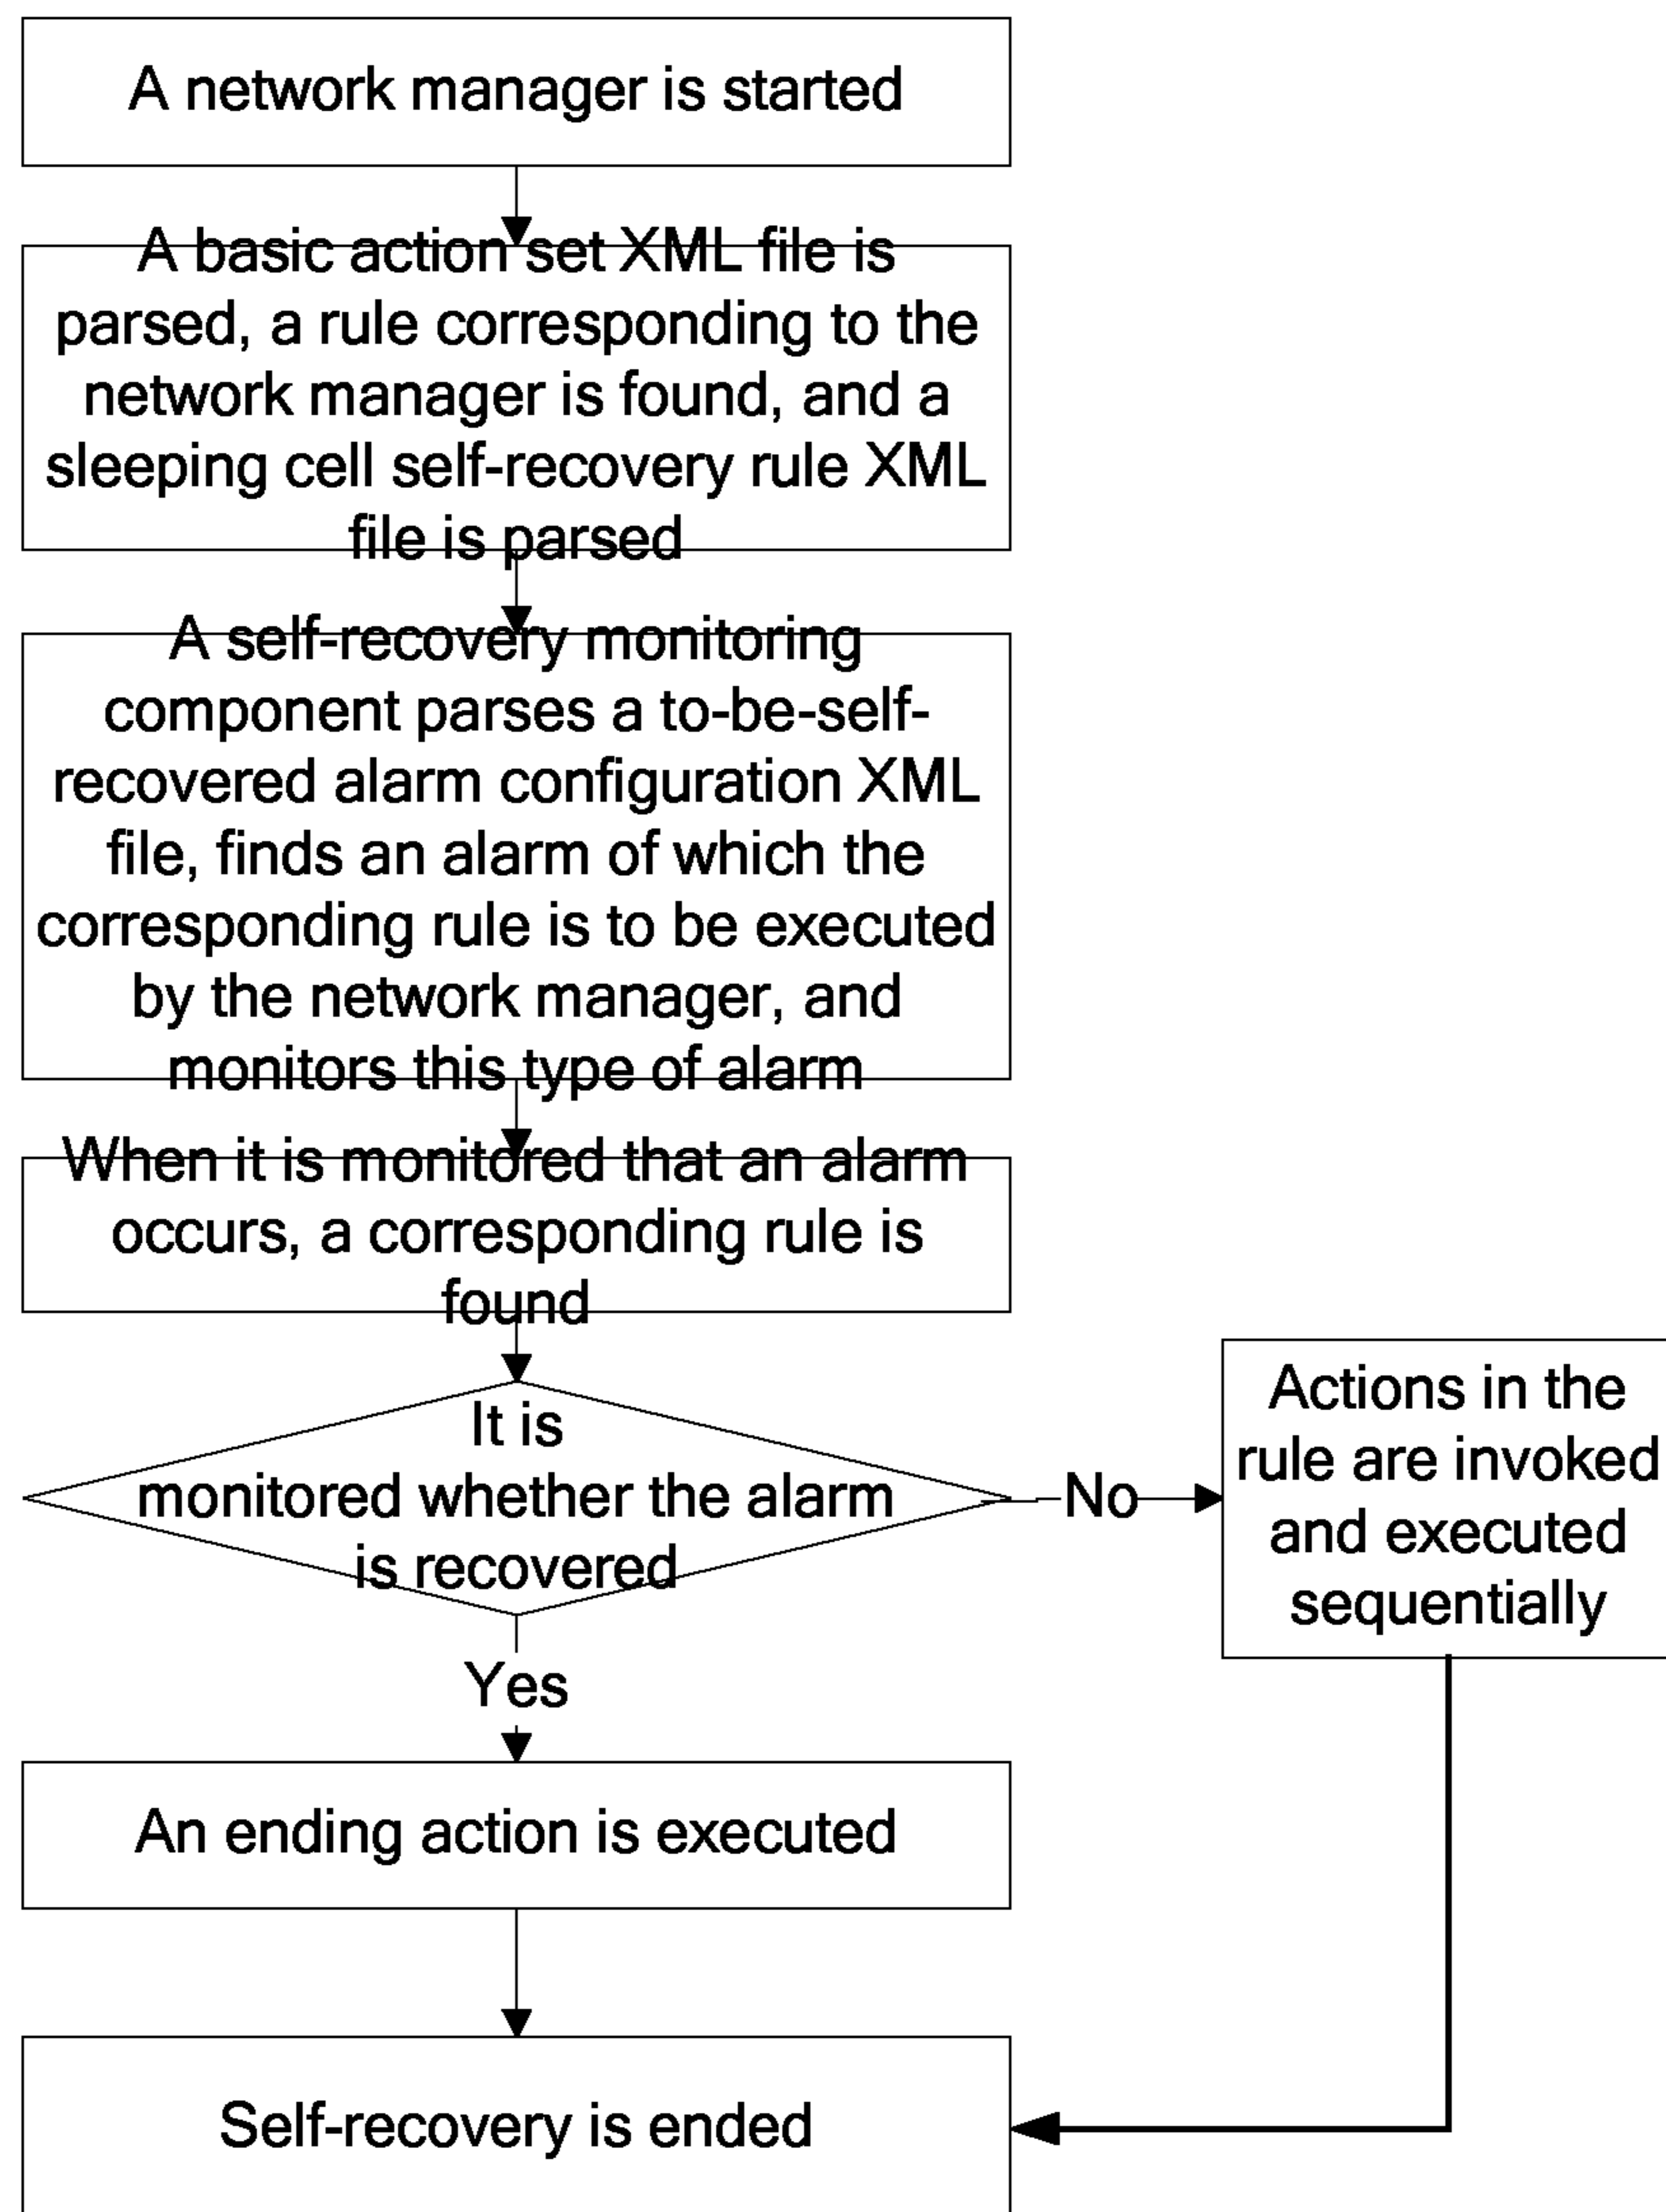 A network manager is started
A basic action set XML file is
parsed, a rule corresponding to the
network manager is found, and a
sleeping cell self-recovery rule XML
file is parsed
A self-recovery monitoring
component parses a to-be-self-
recovered alarm configuration XML
file, finds an alarm of which the
corresponding rule is to be executed
by the network manager, and
monitors this type of alarm
When it is monitored that an alarm
occurs, a corresponding rule is
found
It is
monitored whether the alarm
is recovered
No
Actions in the
rule are invoked
and executed
sequentially
Yes
An ending action is executed
Self-recovery is ended